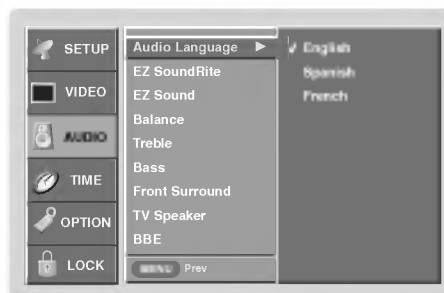 SETUP
VIDEO
AUDIO
TIME
OPTION
LOCK
Audio Language
EZ SoundRite
EZ Sound
Balance
Treble
Bass
Front Surround
TV Speaker
BBE
MENU Prev
English
Spanish
French